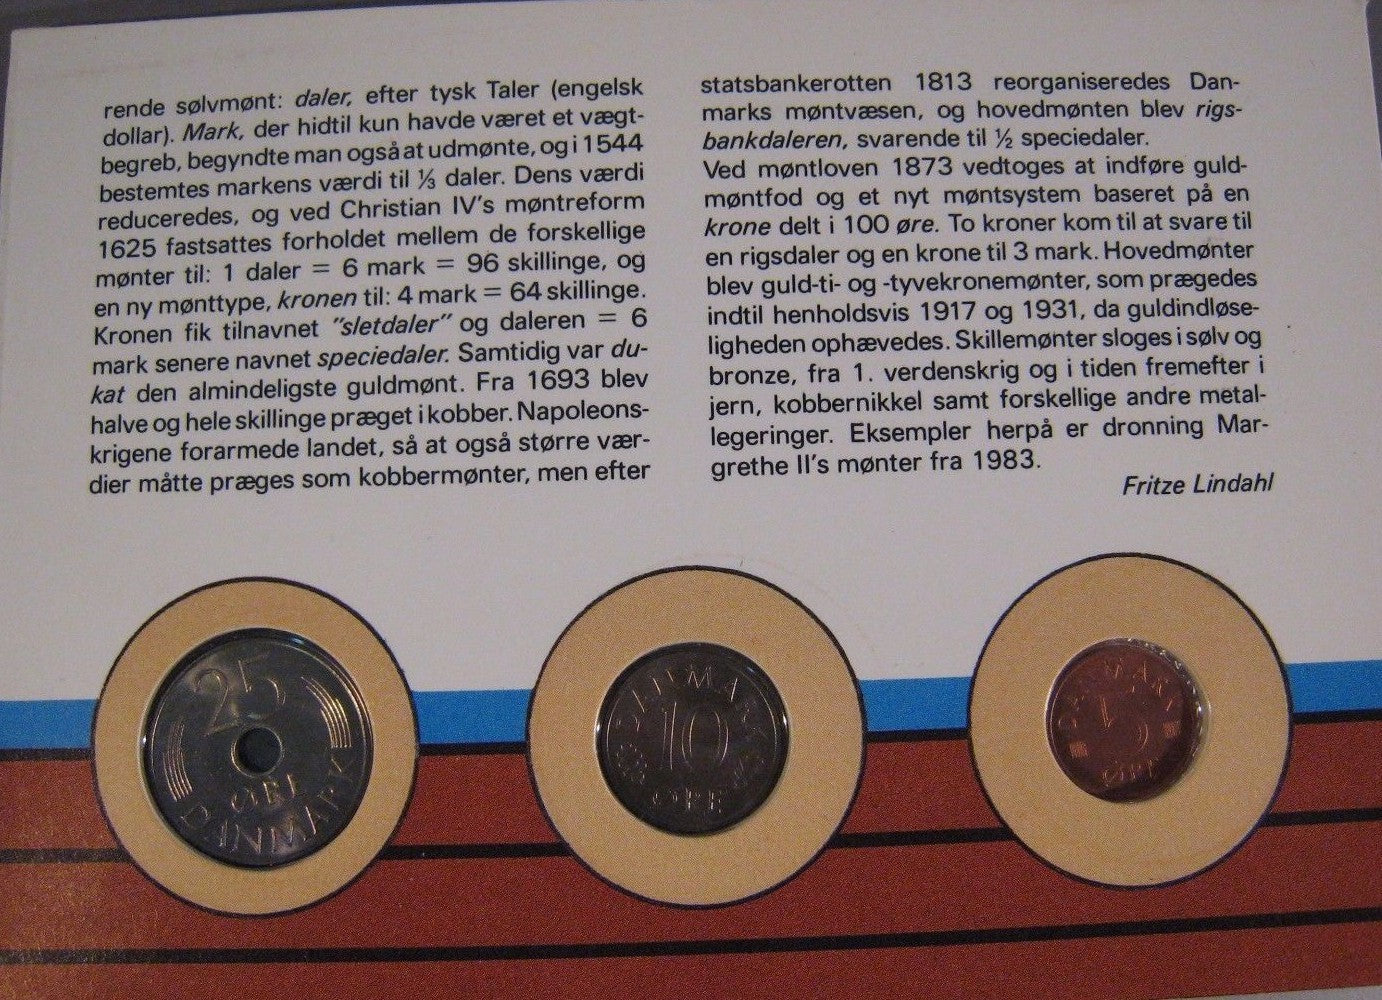 rende sølvmønt: daler, efter tysk Taler (engelsk
dollar). Mark, der hidtil kun havde været et vægt-
begreb, begyndte man også at udmønte, og i 1544
bestemtes markens værdi til ⅓ daler. Dens værdi
reduceredes, og ved Christian IV's møntreform
1625 fastsattes forholdet mellem de forskellige
mønter til: 1 daler = 6 mark = 96 skillinge, og
en ny mønttype, kronen til: 4 mark = 64 skillinge.
Kronen fik tilnavnet "sletdaler" og daleren = 6
mark senere navnet speciedaler. Samtidig var du-
kat den almindeligste guldmønt. Fra 1693 blev
halve og hele skillinge præget i kobber. Napoleons-
krigene forarmede landet, så at også større vær-
dier måtte præges som kobbermønter, men efter
statsbankerotten 1813 reorganiseredes Dan-
marks møntvæsen, og hovedmønten blev rigs-
bankdaleren, svarende til ½ speciedaler.
Ved møntloven 1873 vedtoges at indføre guld-
møntfod og et nyt møntsystem baseret på en
krone delt i 100 øre. To kroner kom til at svare til
en rigsdaler og en krone til 3 mark. Hovedmønter
blev guld-ti- og -tyvekronemønter, som prægedes
indtil henholdsvis 1917 og 1931, da guldindløse-
ligheden ophævedes. Skillemønter sloges i sølv og
bronze, fra 1. verdenskrig og i tiden fremefter i
jern, kobbernikkel samt forskellige andre metal-
legeringer. Eksempler herpå er dronning Mar-
grethe II's mønter fra 1983.
Fritze Lindahl
25
ØRE
DANMARK
DANMARK
10
ØRE
DANMARK
5
ØRE